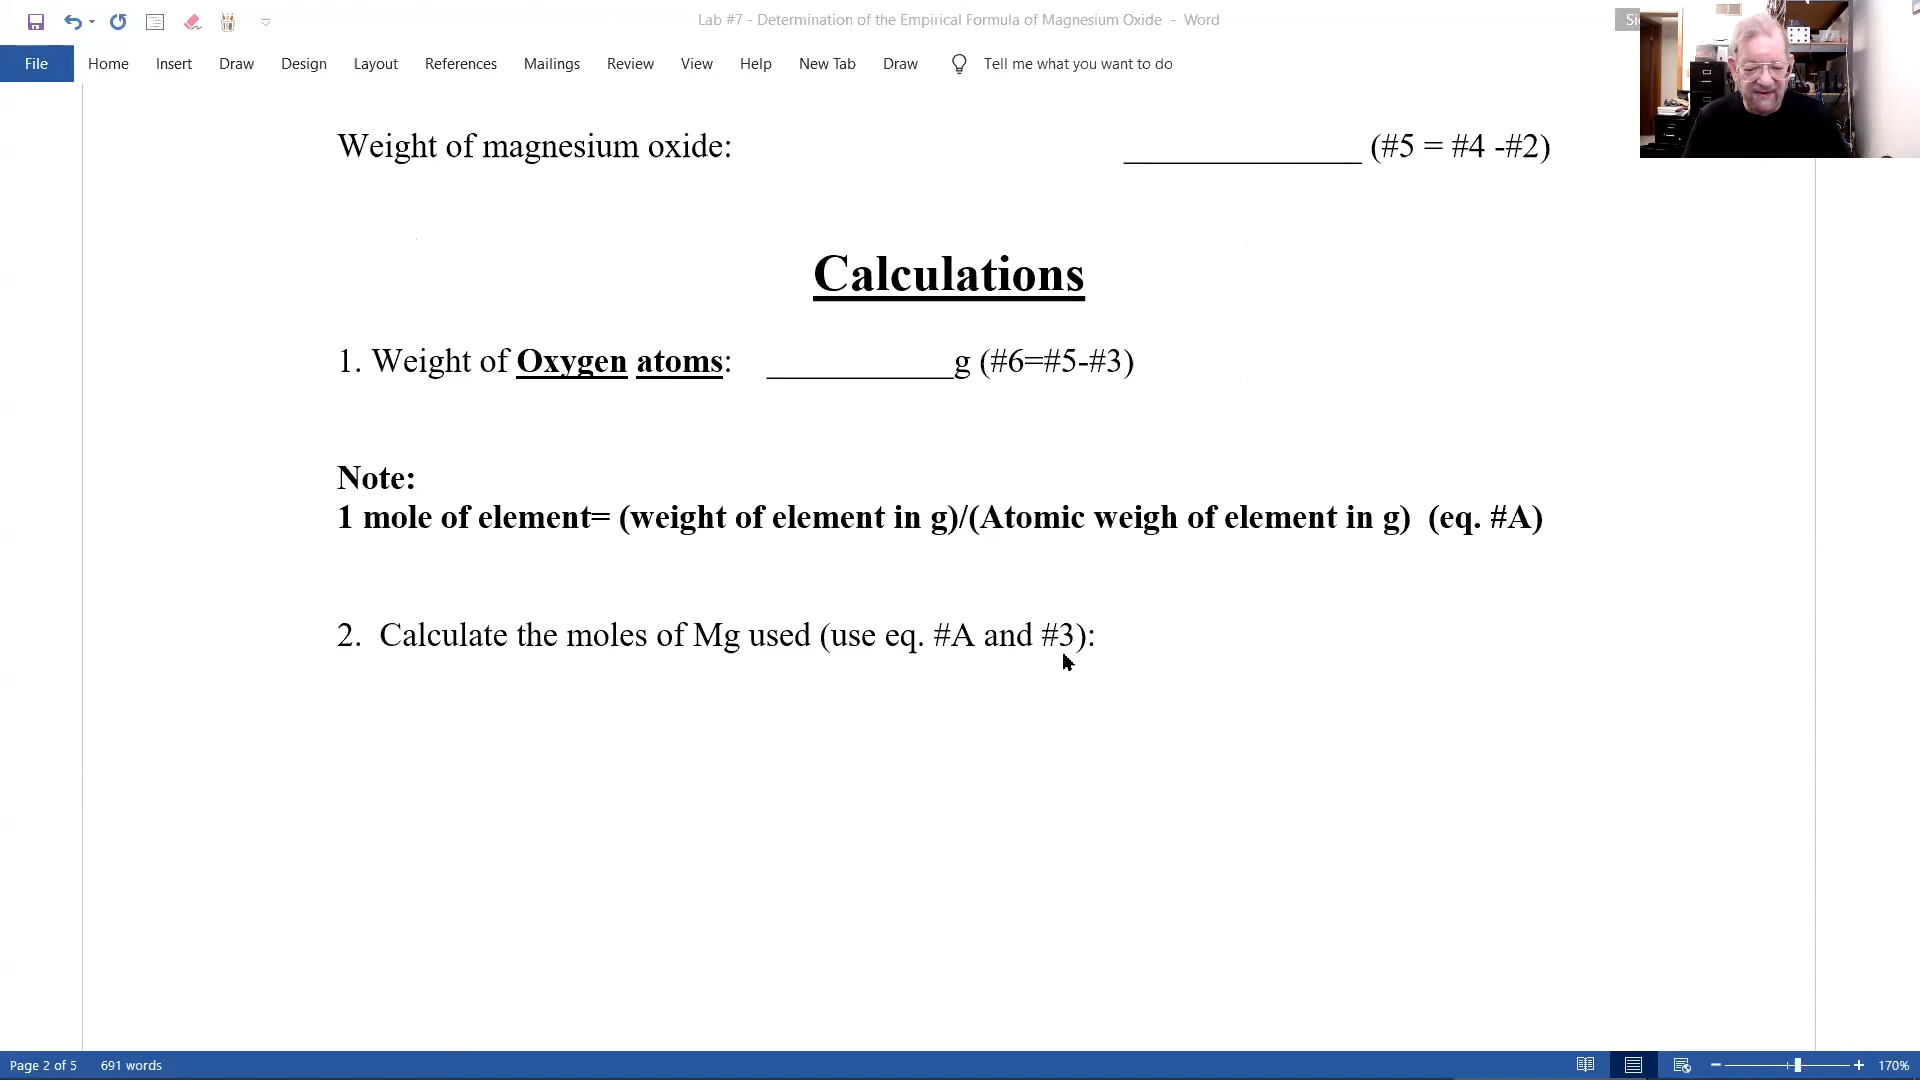 Lab #7 - Determination of the Empirical Formula of Magnesium Oxide - Word
File Home Insert Draw Design Layout References Mailings Review View Help New Tab Draw Tell me what you want to do
Weight of magnesium oxide: ______________ (#5 = #4 -#2)
Calculations
1. Weight of Oxygen atoms: ___________g (#6=#5-#3)
Note:
1 mole of element= (weight of element in g)/(Atomic weigh of element in g) (eq. #A)
2. Calculate the moles of Mg used (use eq. #A and #3):
Page 2 of 5 691 words 170%